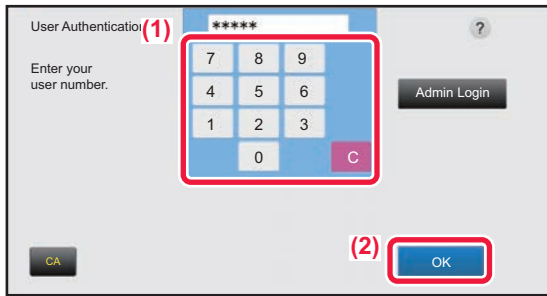 User Authentication
(1)
*****
?
Enter your
user number.
7 8 9
4 5 6
1 2 3
0 C
Admin Login
(2)
CA
OK